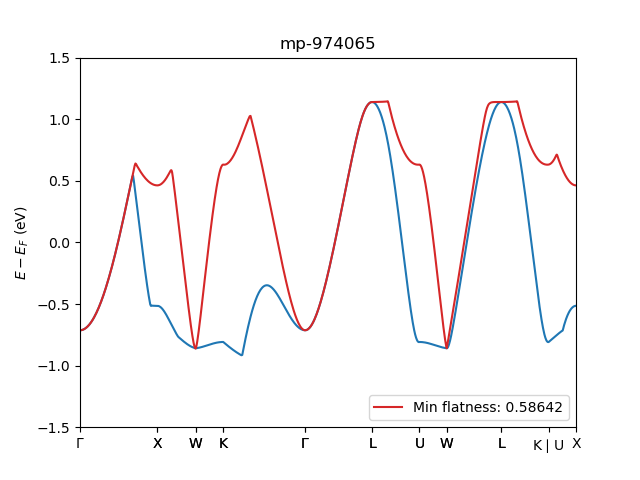 mp-974065
1.5
1.0
0.5
0.0
−0.5
−1.0
−1.5
E − E_F (eV)
Min flatness: 0.58642
Γ X W K Γ L U W L K | U X